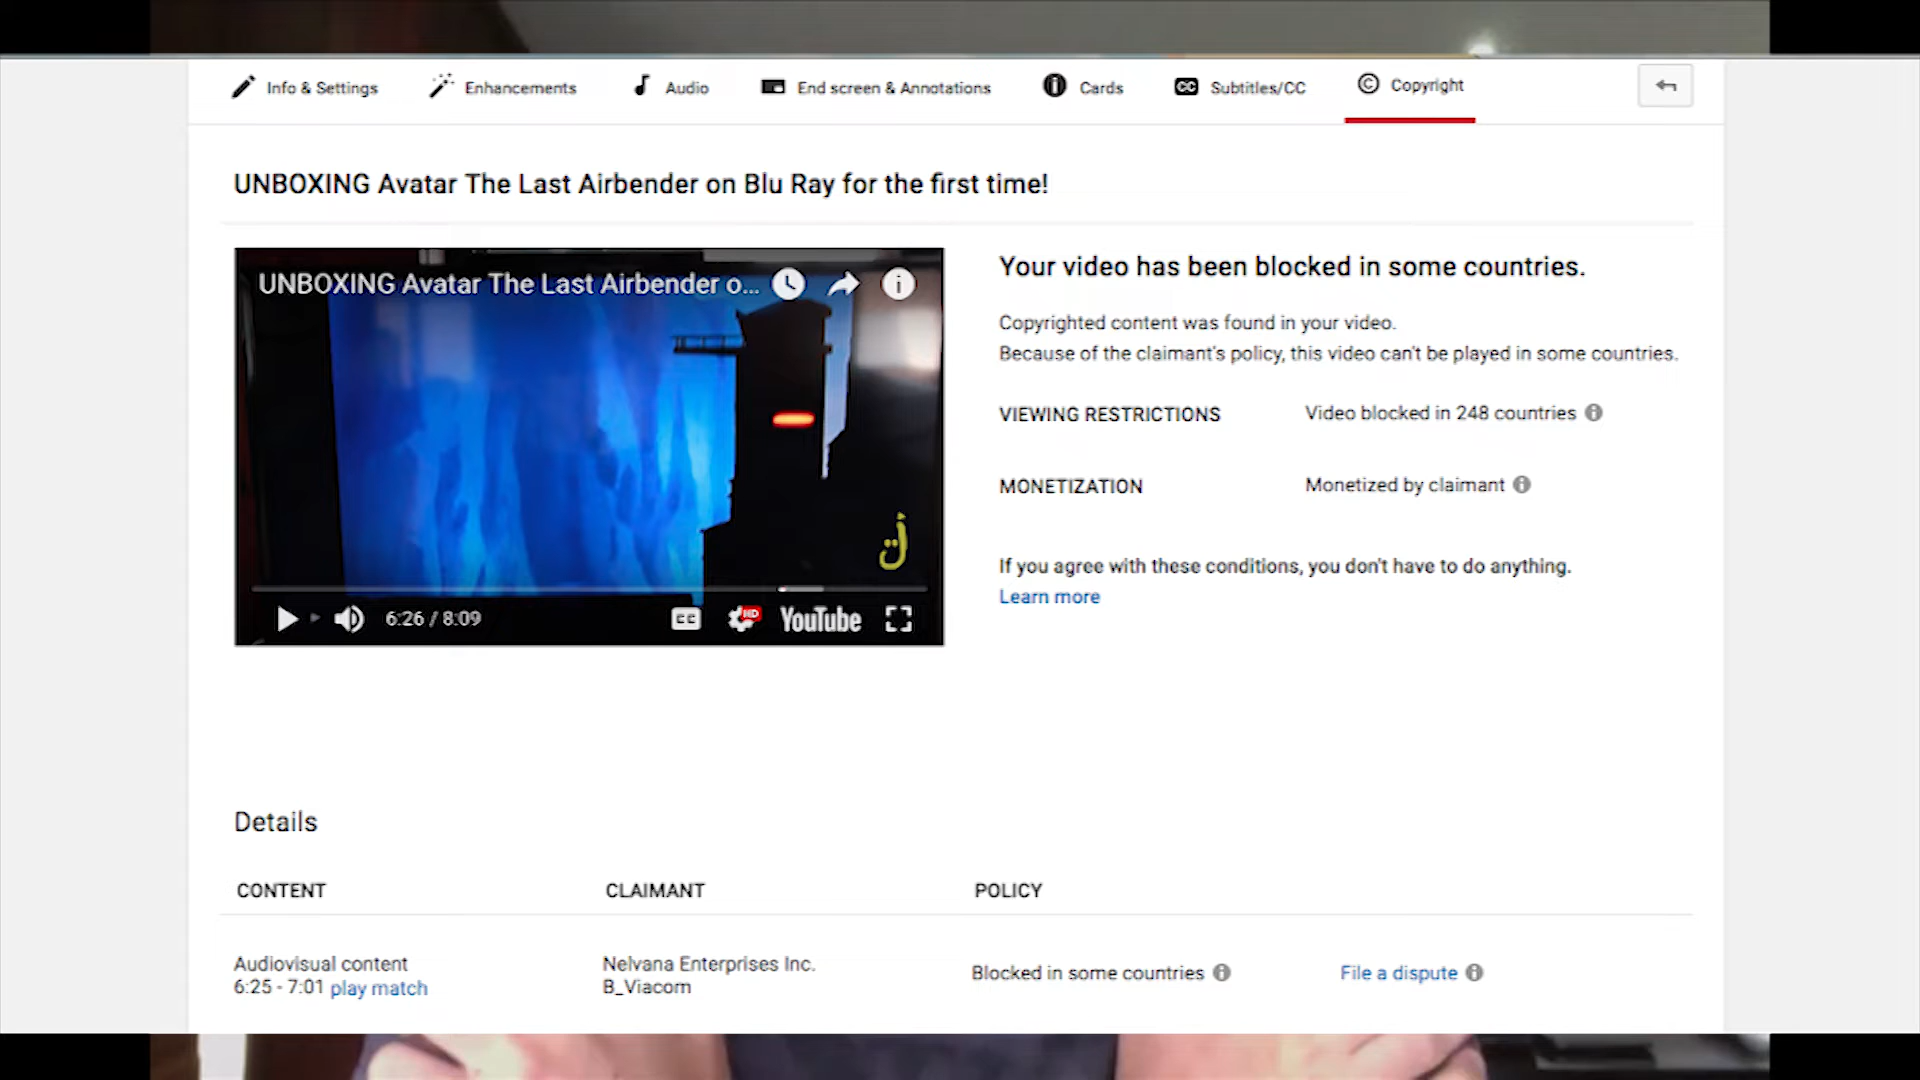 Info & Settings
Enhancements
Audio
End screen & Annotations
Cards
CC Subtitles/CC
© Copyright
UNBOXING Avatar The Last Airbender on Blu Ray for the first time!
UNBOXING Avatar The Last Airbender o...
6:26 / 8:09
CC
HD
YouTube
Your video has been blocked in some countries.
Copyrighted content was found in your video.
Because of the claimant's policy, this video can't be played in some countries.
VIEWING RESTRICTIONS
Video blocked in 248 countries
MONETIZATION
Monetized by claimant
If you agree with these conditions, you don't have to do anything.
Learn more
Details
CONTENT
CLAIMANT
POLICY
Audiovisual content
6:25 - 7:01 play match
Nelvana Enterprises Inc.
B_Viacom
Blocked in some countries
File a dispute